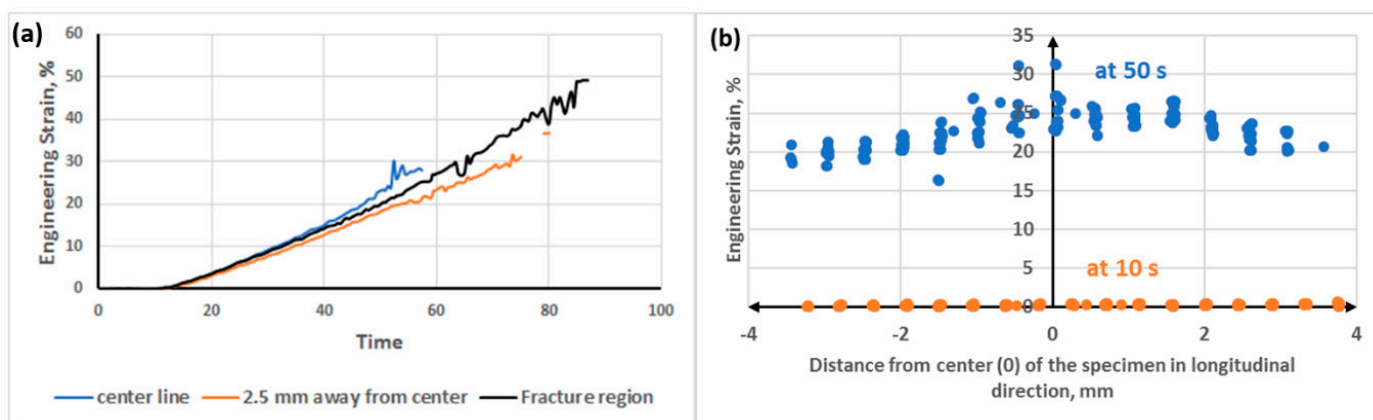 (a)
Engineering Strain, %
60
50
40
30
20
10
0
0 20 40 60 80 100
Time
center line 2.5 mm away from center Fracture region
(b)
Engineering Strain, %
35
30
25
20
15
10
5
0
at 50 s
at 10 s
-4 -2 0 2 4
Distance from center (0) of the specimen in longitudinal
direction, mm